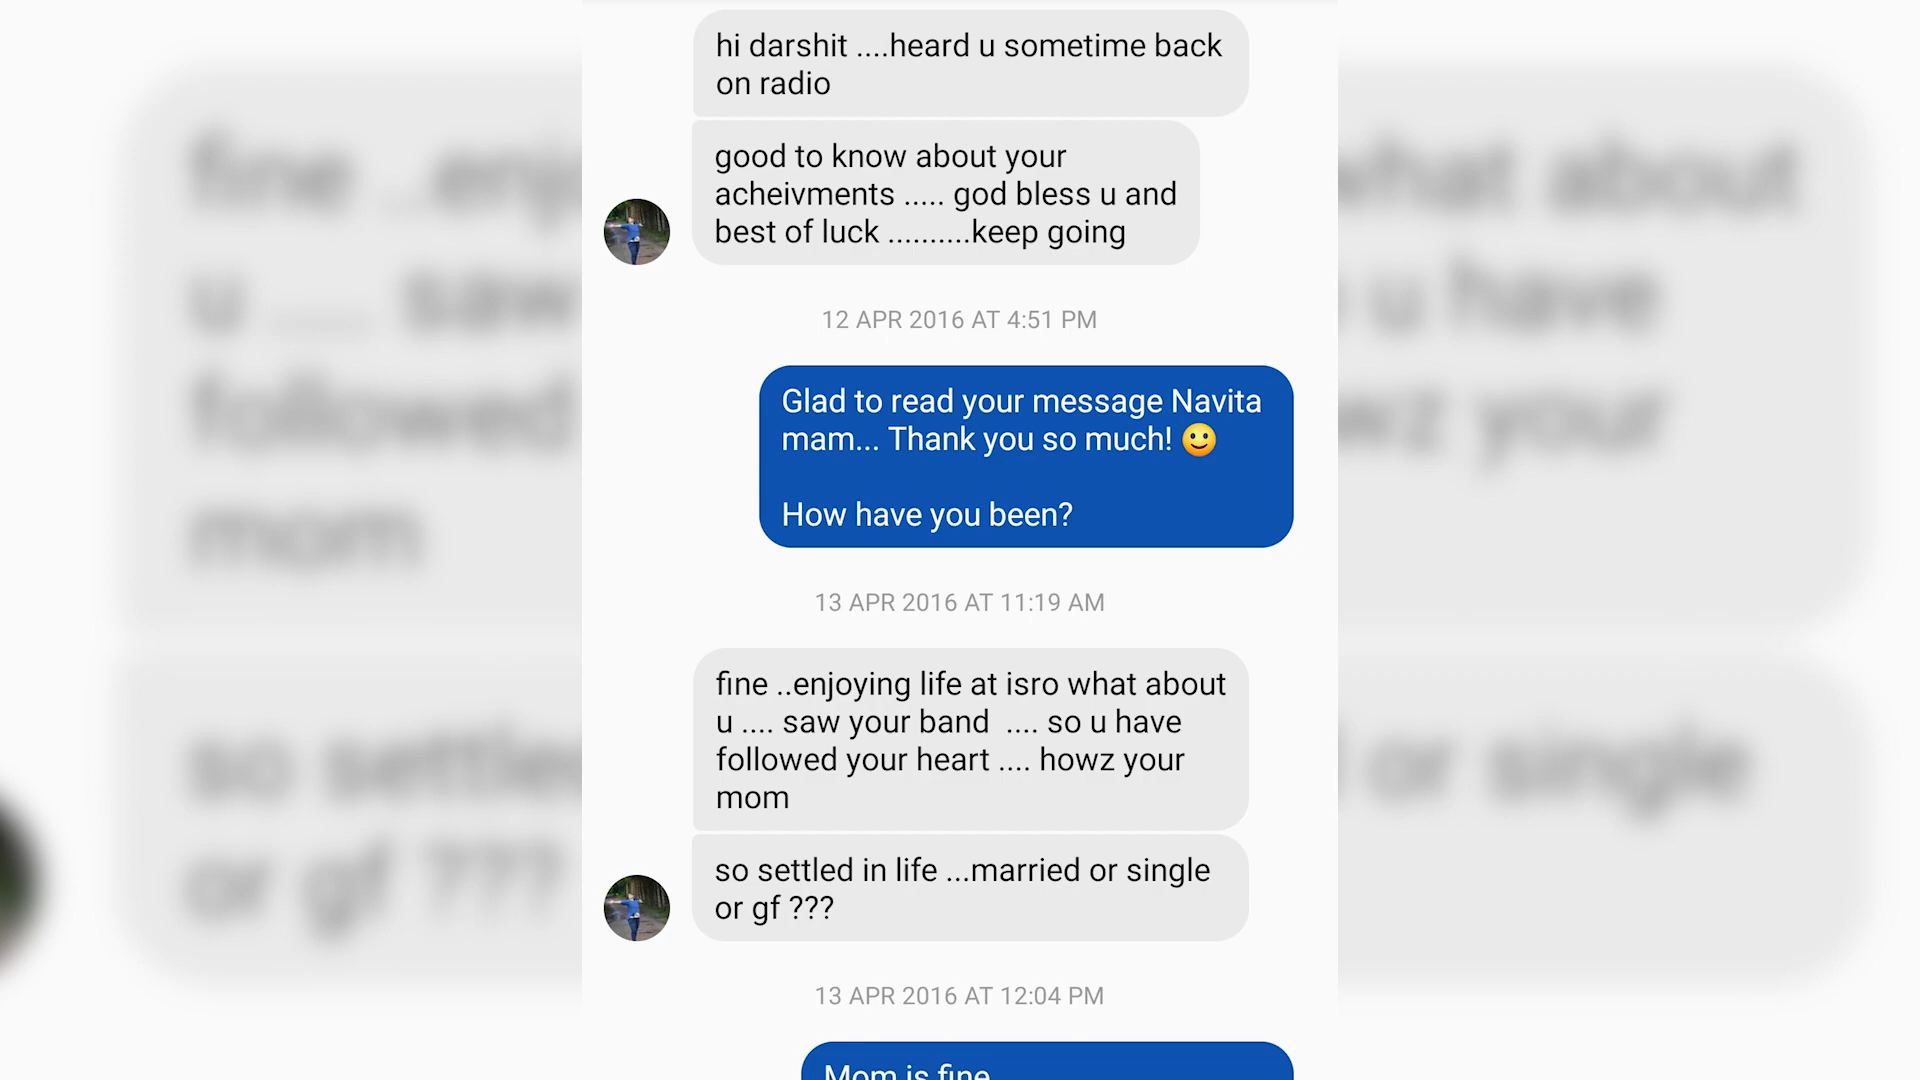 hi darshit ....heard u sometime back
on radio
good to know about your
acheivments ..... god bless u and
best of luck ..........keep going
12 APR 2016 AT 4:51 PM
Glad to read your message Navita
mam... Thank you so much! 🙂
How have you been?
13 APR 2016 AT 11:19 AM
fine ..enjoying life at isro what about
u .... saw your band  .... so u have
followed your heart .... howz your
mom
so settled in life ...married or single
or gf ???
13 APR 2016 AT 12:04 PM
Mom is fine